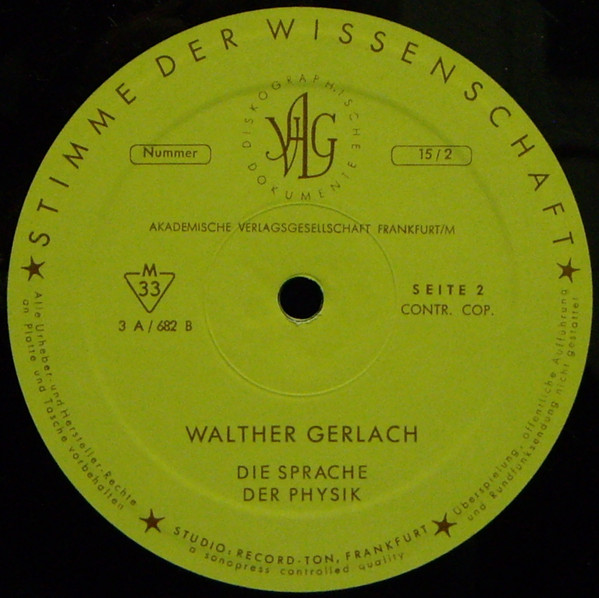 STIMME DER WISSENSCHAFT
DISKOGRAPHISCHE
DOKUMENTE
VAG
Nummer
15/2
AKADEMISCHE VERLAGSGESELLSCHAFT FRANKFURT/M
M
33
3 A/682 B
SEITE 2
CONTR. COP.
WALTHER GERLACH
DIE SPRACHE
DER PHYSIK
Alle Urheber- und Hersteller-Rechte
an Platte und Tasche vorbehalten
Überspielung, öffentliche Aufführung
und Rundfunksendung nicht gestattet
STUDIO: RECORD-TON, FRANKFURT
a sonopress controlled quality